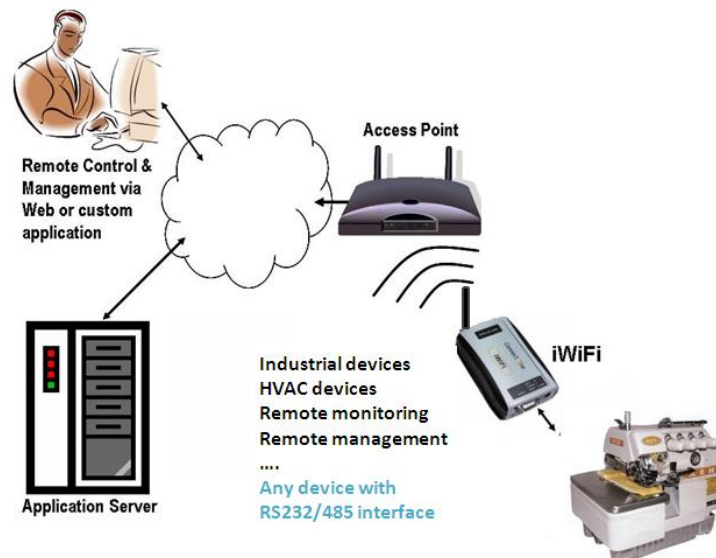 Access Point
Remote Control &
Management via
Web or custom
application
iWiFi
iWiFi
Industrial devices
HVAC devices
Remote monitoring
Remote management
....
Any device with
RS232/485 interface
Application Server